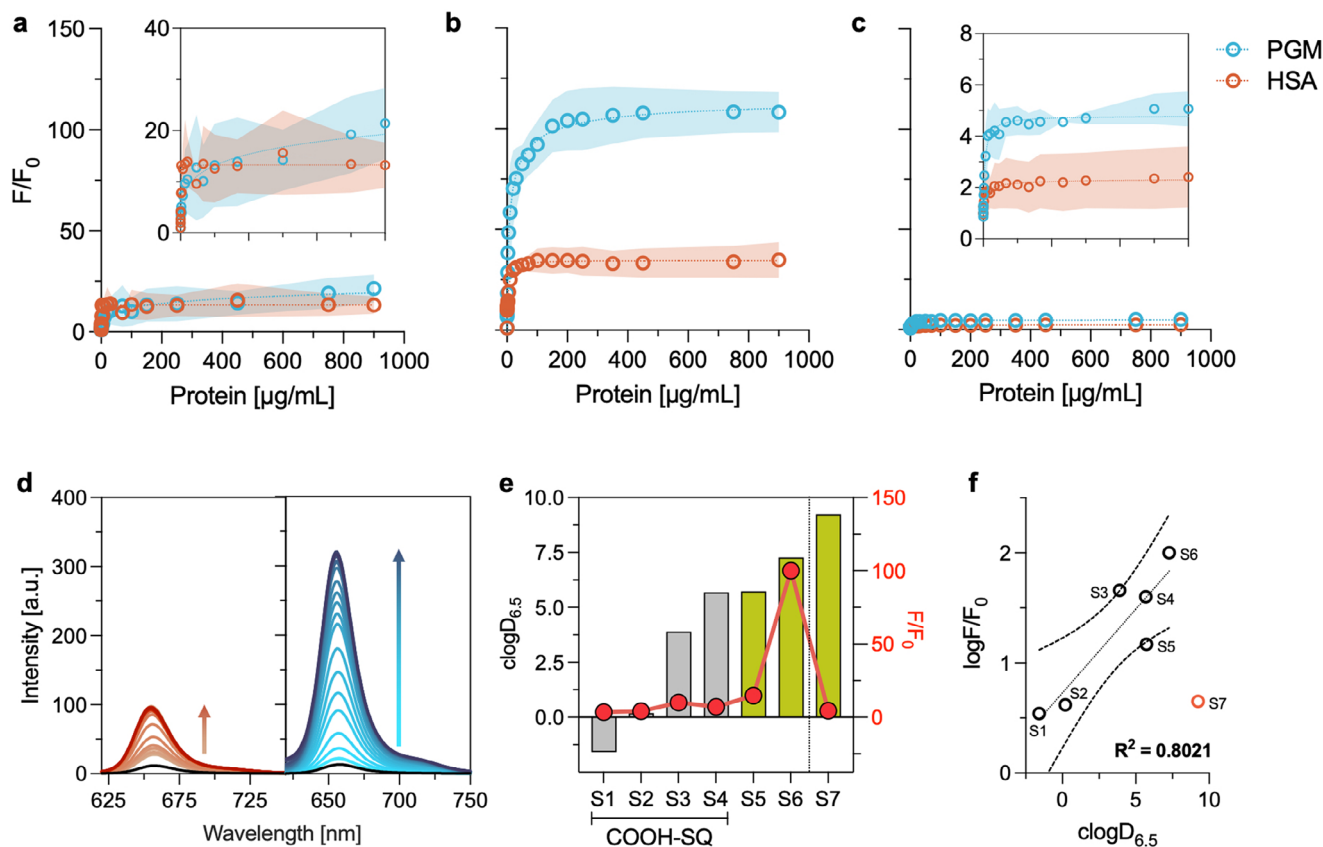 a
150
100
50
0
F/F0
40
20
0
0 200 400 600 800 1000
Protein [µg/mL]
b
0 200 400 600 800 1000
Protein [µg/mL]
c
8
6
4
2
0
0 200 400 600 800 1000
Protein [µg/mL]
PGM
HSA
d
400
300
200
100
0
Intensity [a.u.]
625 675 725 650 700 750
Wavelength [nm]
e
10.0
7.5
5.0
2.5
0.0
clogD6.5
150
100
50
0
F/F0
S1 S2 S3 S4 S5 S6 S7
COOH-SQ
f
2
1
0
logF/F0
S6
S3
S4
S5
S2
S1
S7
R² = 0.8021
0 5 10
clogD6.5